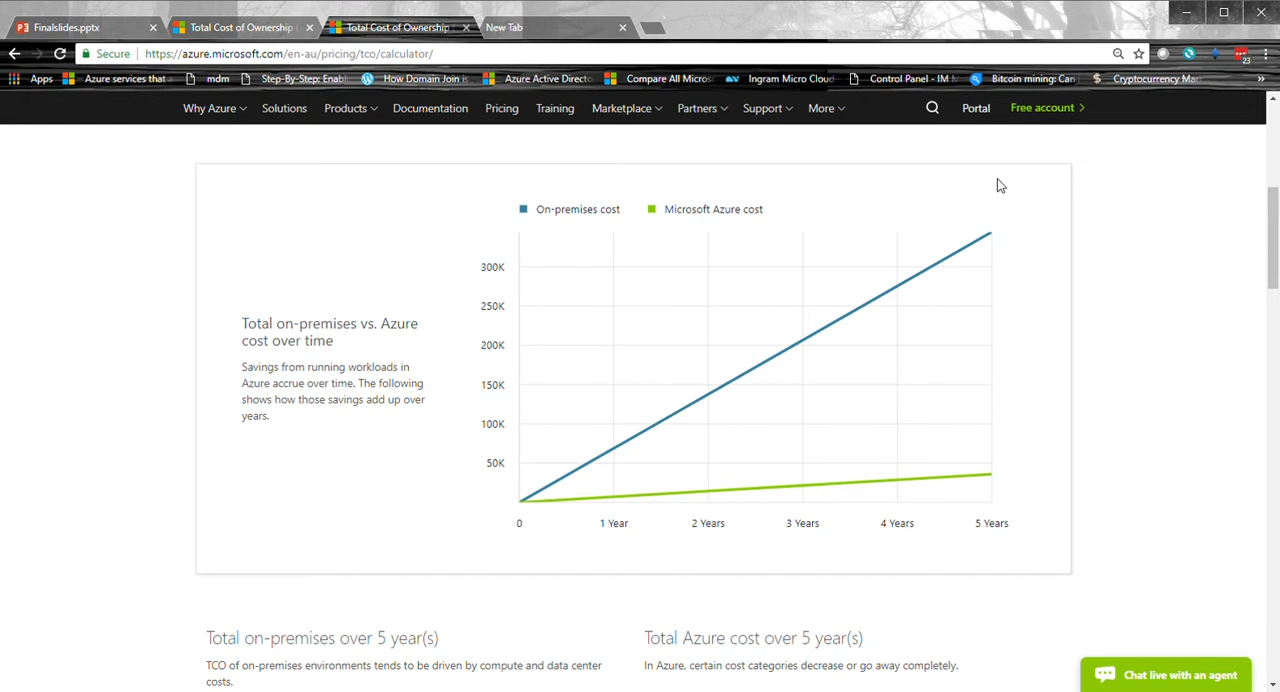 Finalslides.pptx
Total Cost of Ownership
Total Cost of Ownership
New Tab
Secure https://azure.microsoft.com/en-au/pricing/tco/calculator/
Apps Azure services that mdm Step-By-Step: Enabl How Domain Join is Azure Active Directo Compare All Micros Ingram Micro Cloud Control Panel - IM Bitcoin mining: Can Cryptocurrency Mar »
23
Why Azure Solutions Products Documentation Pricing Training Marketplace Partners Support More Portal Free account
On-premises cost Microsoft Azure cost
300K
250K
200K
150K
100K
50K
0 1 Year 2 Years 3 Years 4 Years 5 Years
Total on-premises vs. Azure
cost over time
Savings from running workloads in
Azure accrue over time. The following
shows how those savings add up over
years.
Total on-premises over 5 year(s)
TCO of on-premises environments tends to be driven by compute and data center
costs.
Total Azure cost over 5 year(s)
In Azure, certain cost categories decrease or go away completely.
Chat live with an agent